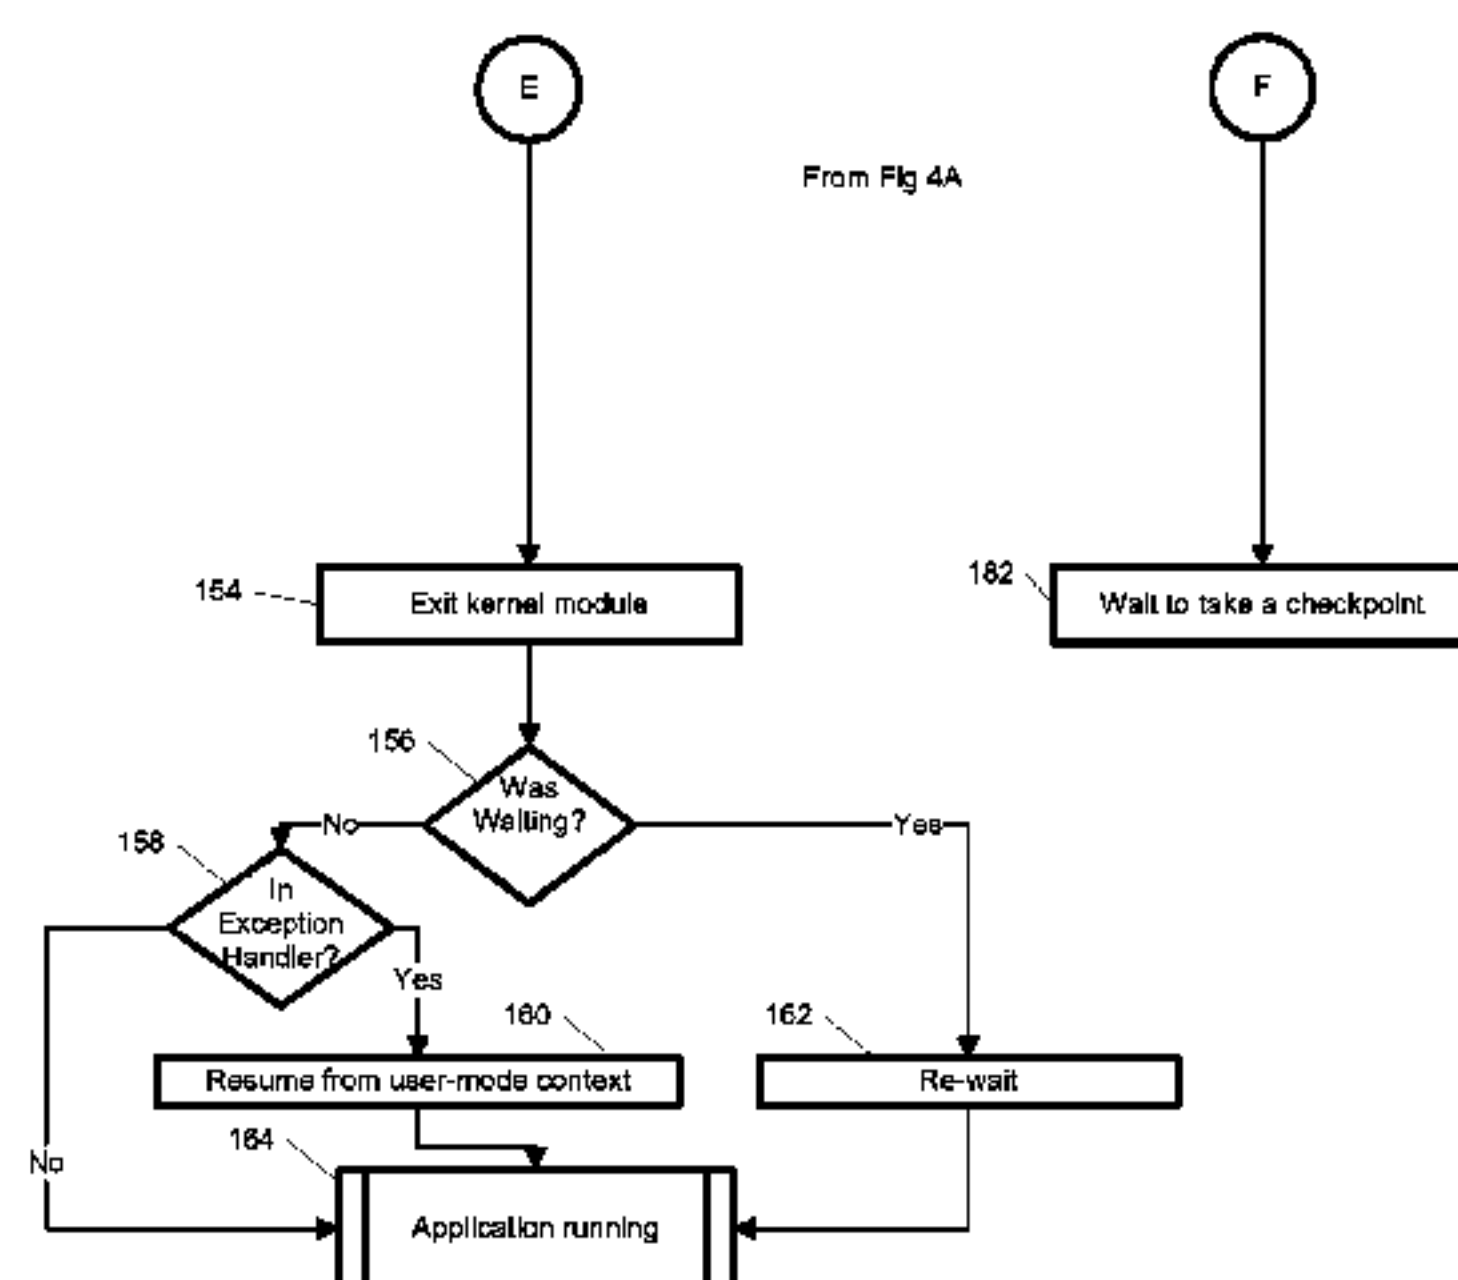 E
F
From Fig 4A
154
Exit kernel module
182
Wait to take a checkpoint
156
Was
Waiting?
No
Yes
158
In
Exception
Handler?
Yes
160
162
Resume from user-mode context
Re-wait
164
No
Application running